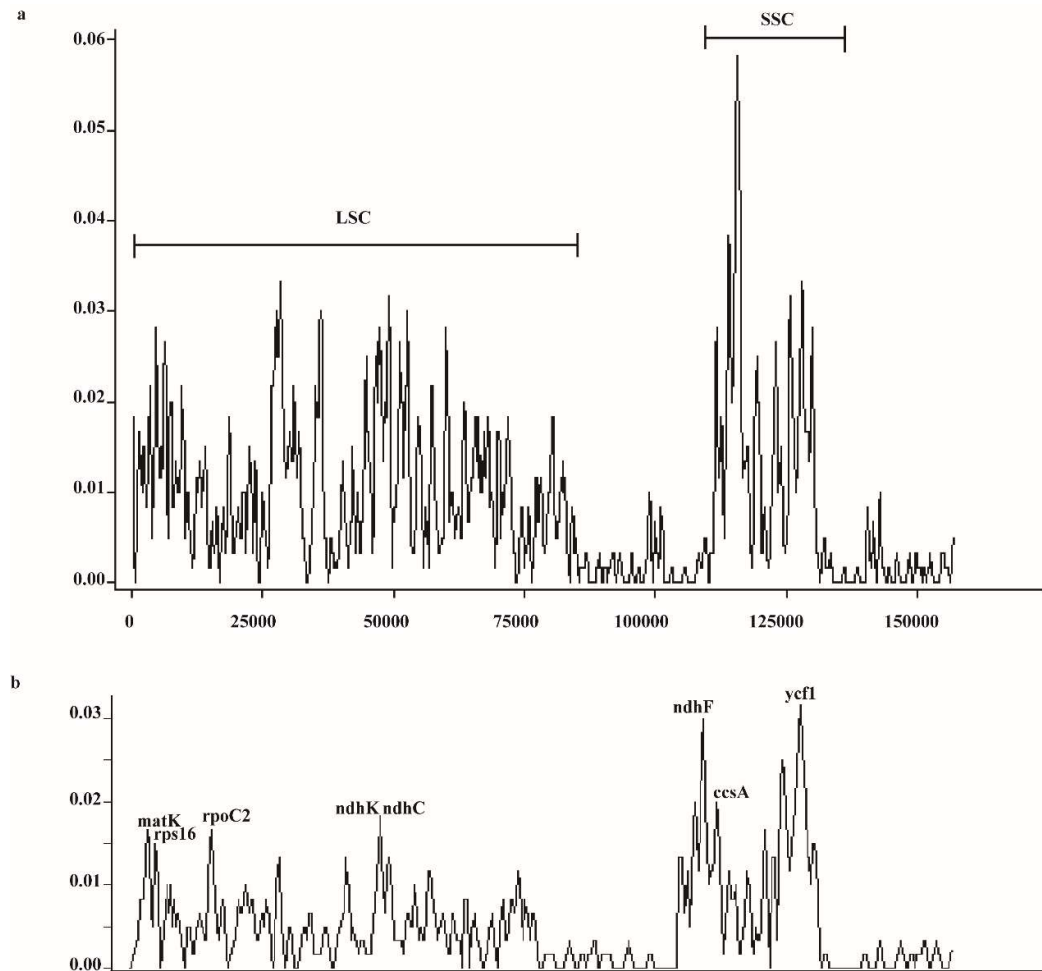 a
SSC
0.06
0.05
0.04
LSC
0.03
0.02
0.01
0.00
0 25000 50000 75000 100000 125000 150000
b
ycf1
0.03
ndhF
0.02
ccsA
matK rpoC2 ndhK ndhC
rps16
0.01
0.00